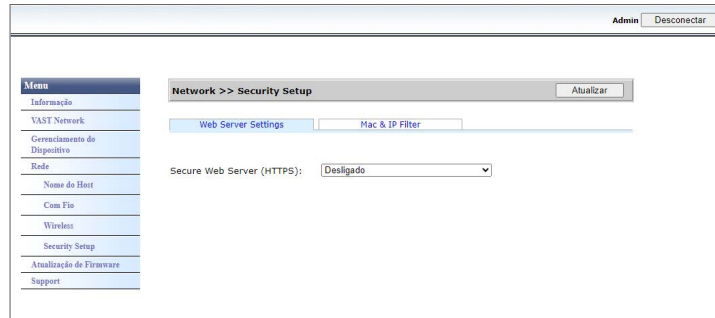 Admin Desconectar
Menu
Informação
VAST Network
Gerenciamento do
Dispositivo
Rede
Nome do Host
Com Fio
Wireless
Security Setup
Atualização de Firmware
Support
Network >> Security Setup Atualizar
Web Server Settings Mac & IP Filter
Secure Web Server (HTTPS): Desligado